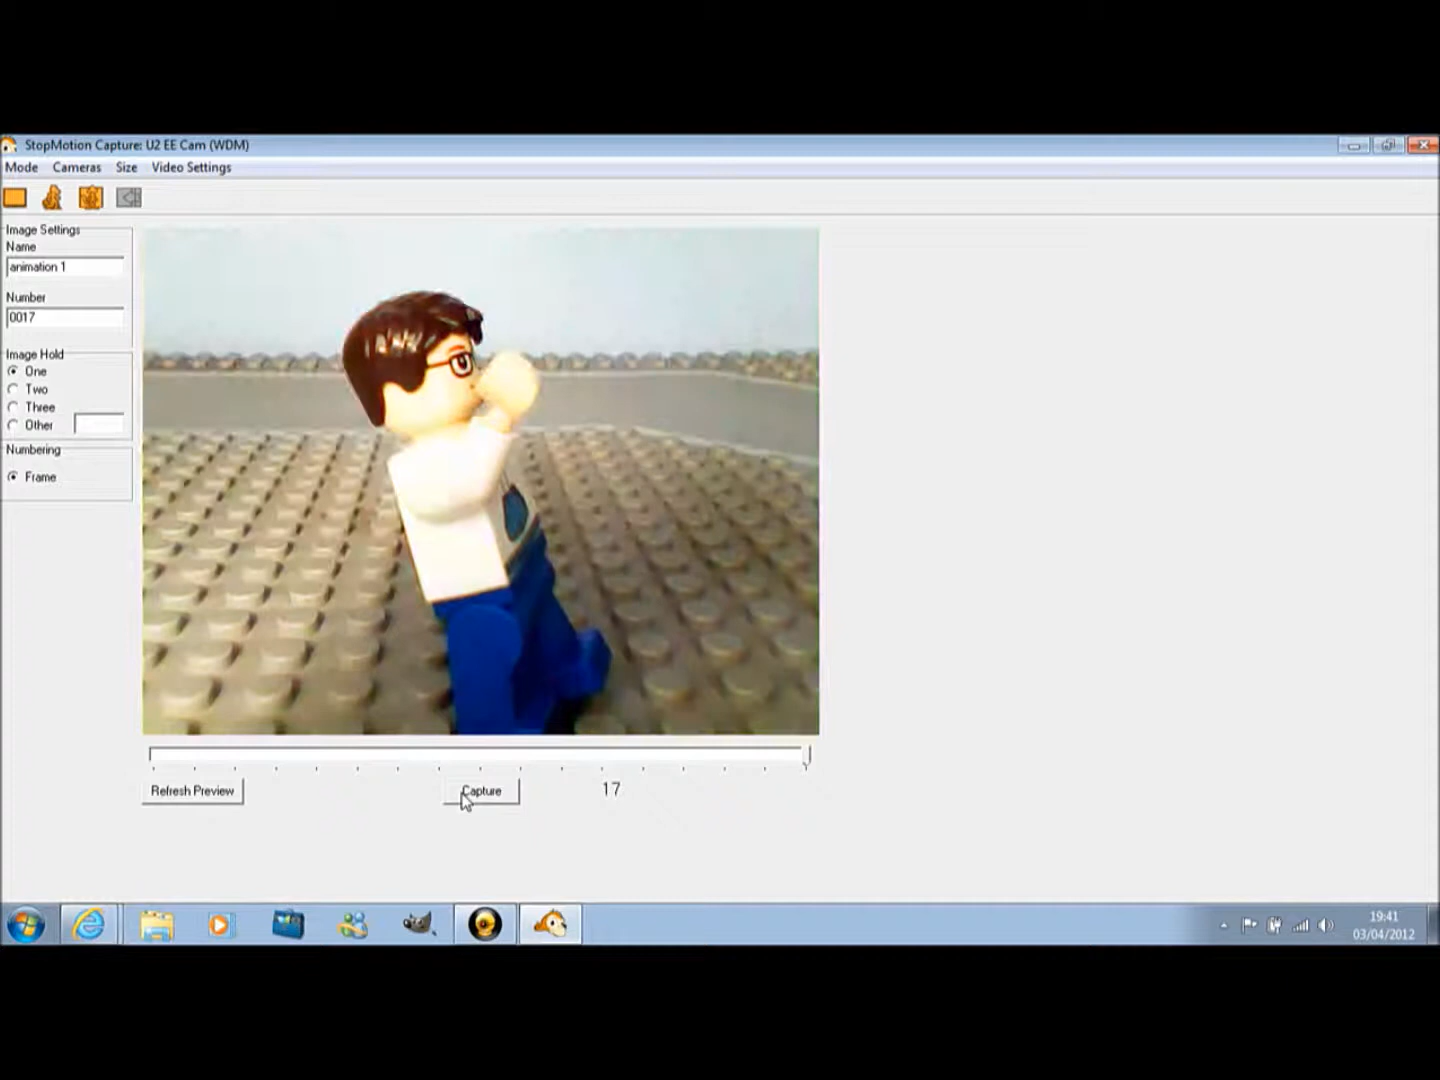 StopMotion Capture: U2 EE Cam (WDM)
Mode Cameras Size Video Settings
Image Settings
Name
animation 1
Number
0017
Image Hold
One
Two
Three
Other
Numbering
Frame
Refresh Preview Capture 17
19:41
03/04/2012